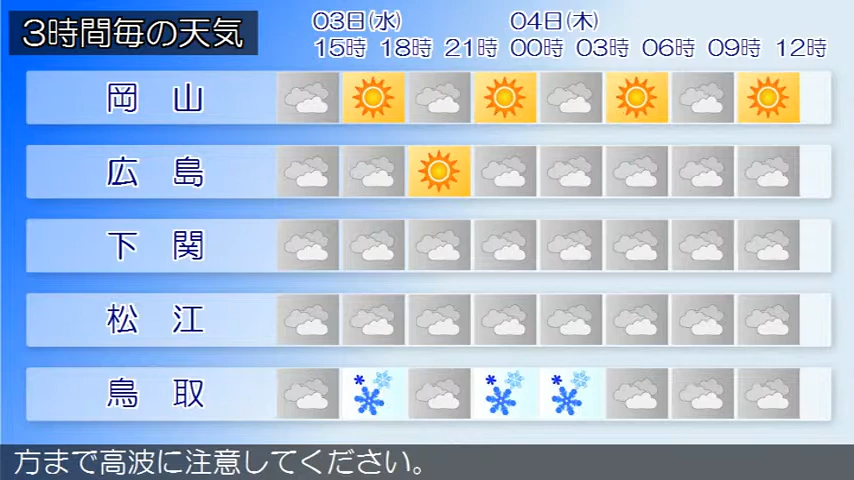 3時間毎の天気
03日(水) 04日(木)
15時 18時 21時 00時 03時 06時 09時 12時
岡 山
広 島
下 関
松 江
鳥 取
方まで高波に注意してください。